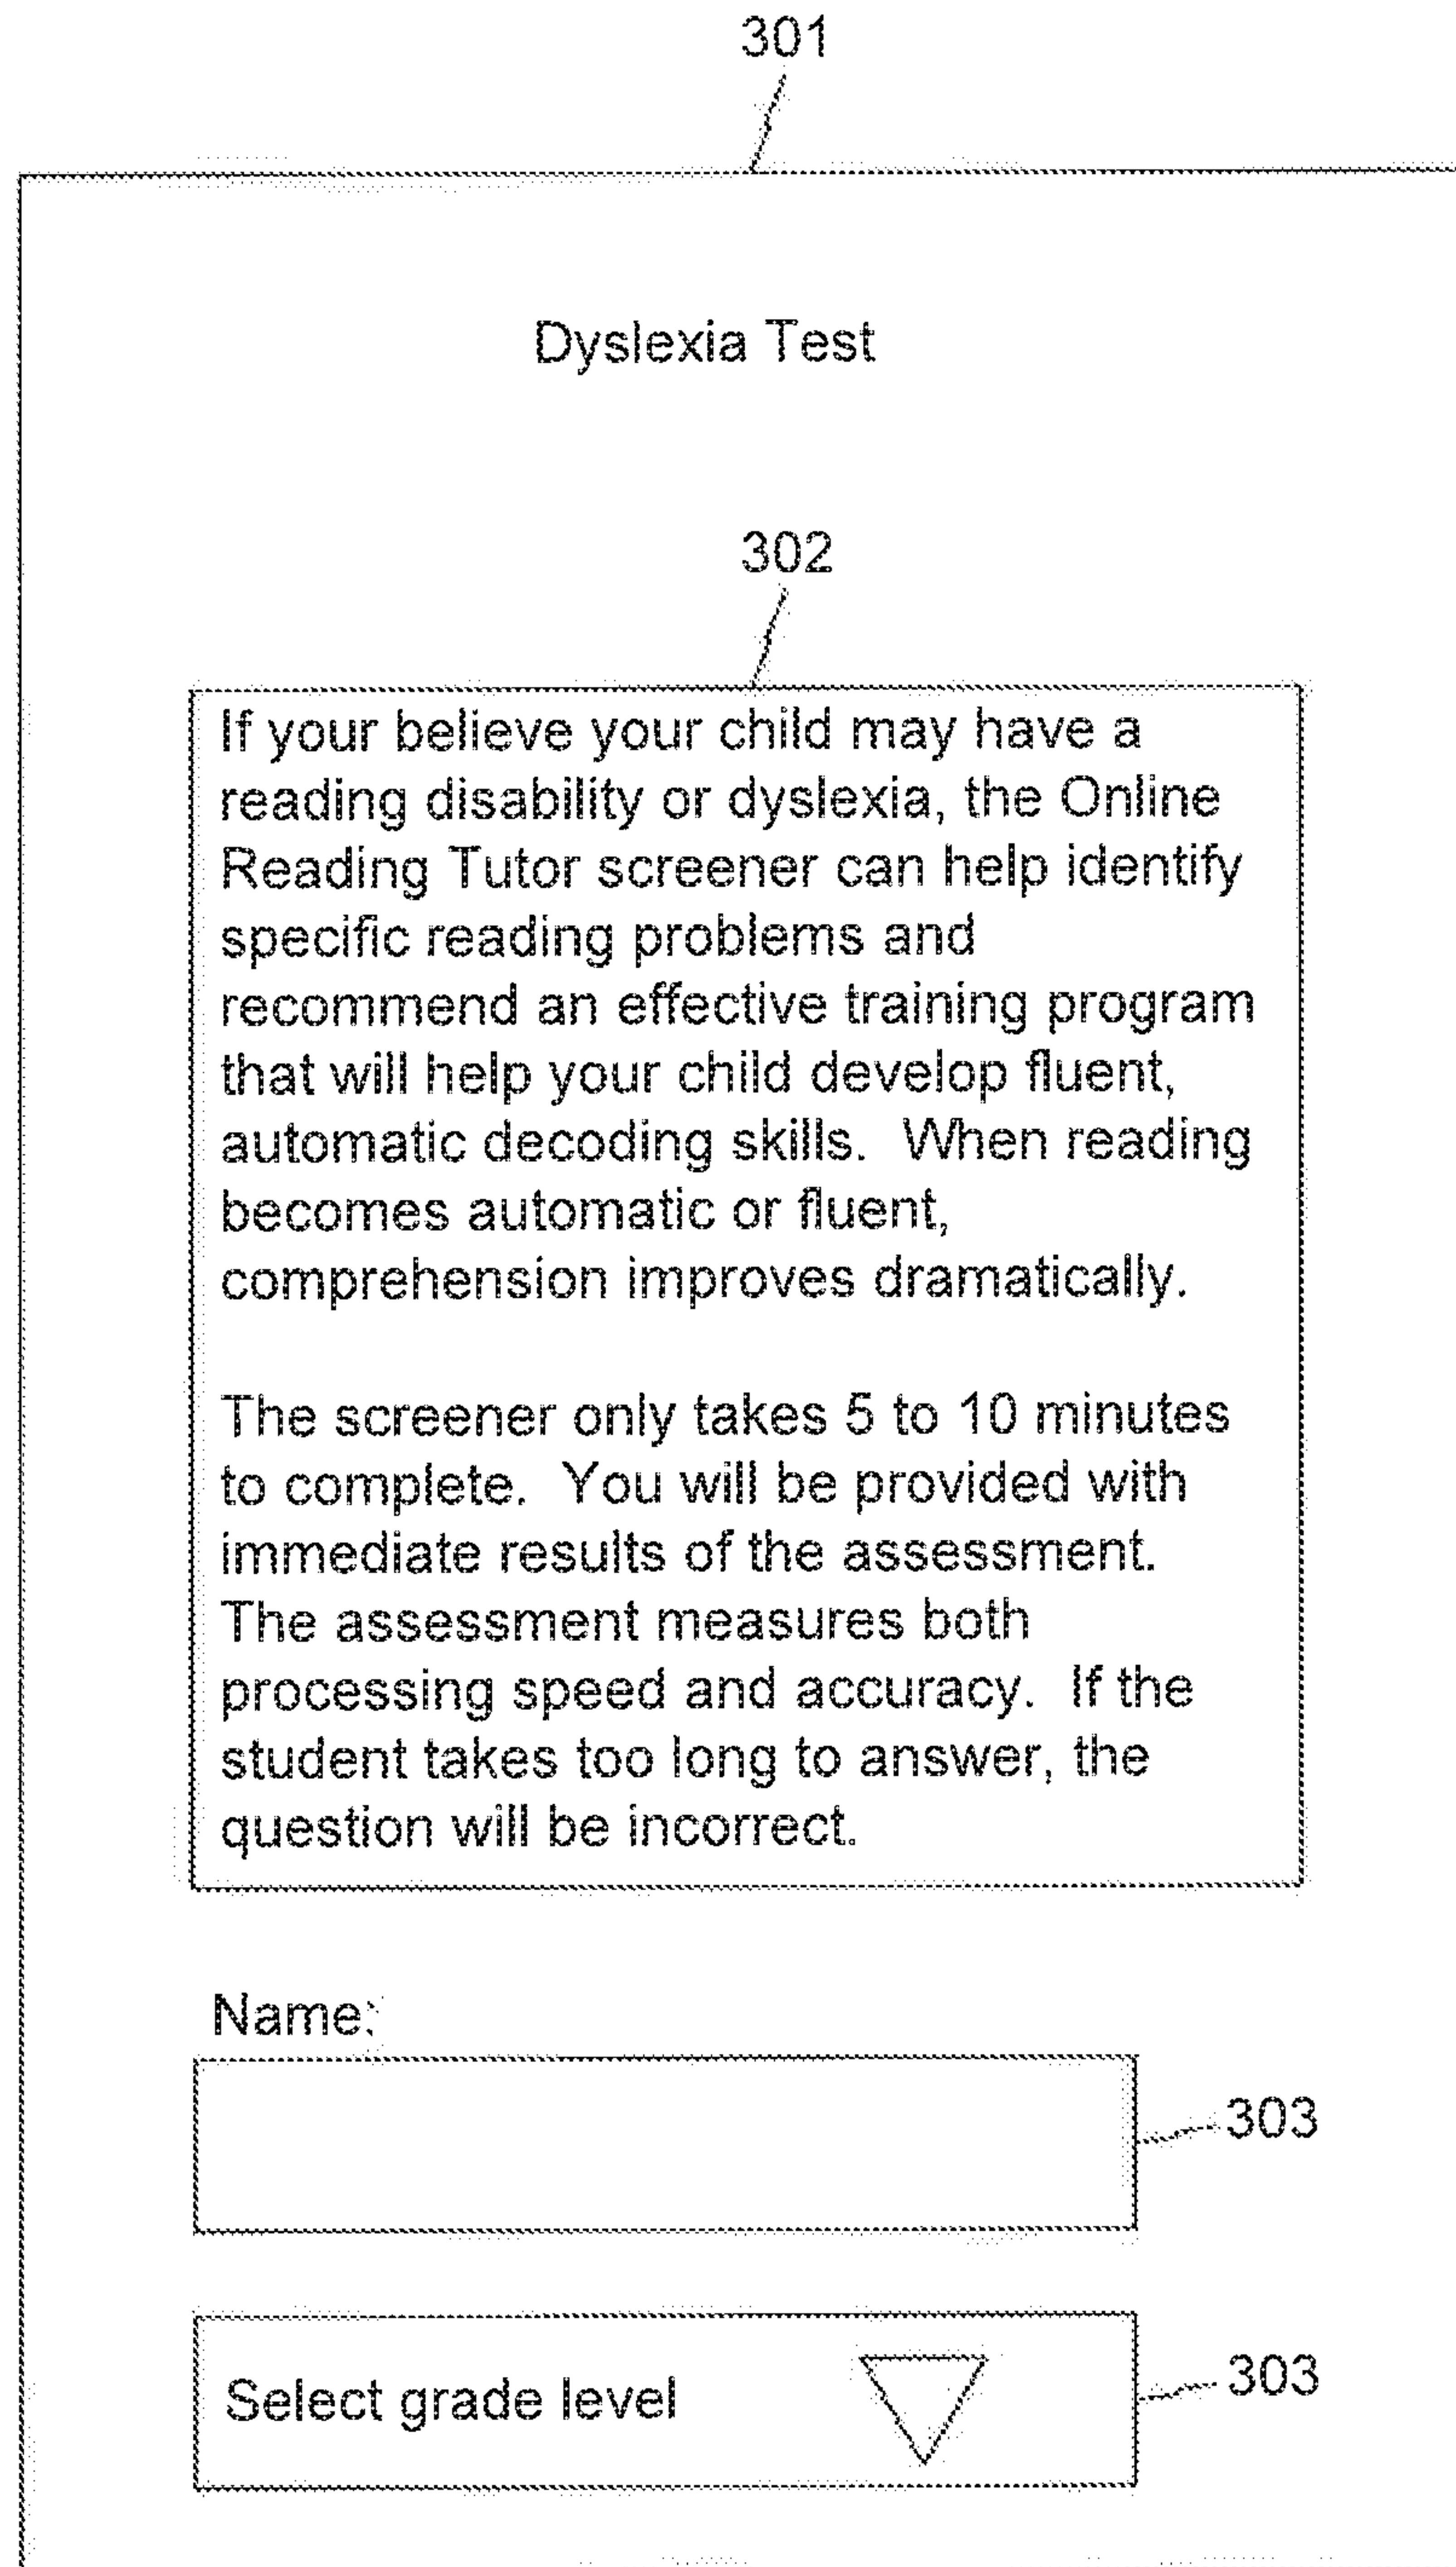 301
Dyslexia Test
302
If your believe your child may have a
reading disability or dyslexia, the Online
Reading Tutor screener can help identify
specific reading problems and
recommend an effective training program
that will help your child develop fluent,
automatic decoding skills.  When reading
becomes automatic or fluent,
comprehension improves dramatically.
The screener only takes 5 to 10 minutes
to complete.  You will be provided with
immediate results of the assessment.
The assessment measures both
processing speed and accuracy.  If the
student takes too long to answer, the
question will be incorrect.
Name:
303
Select grade level
303